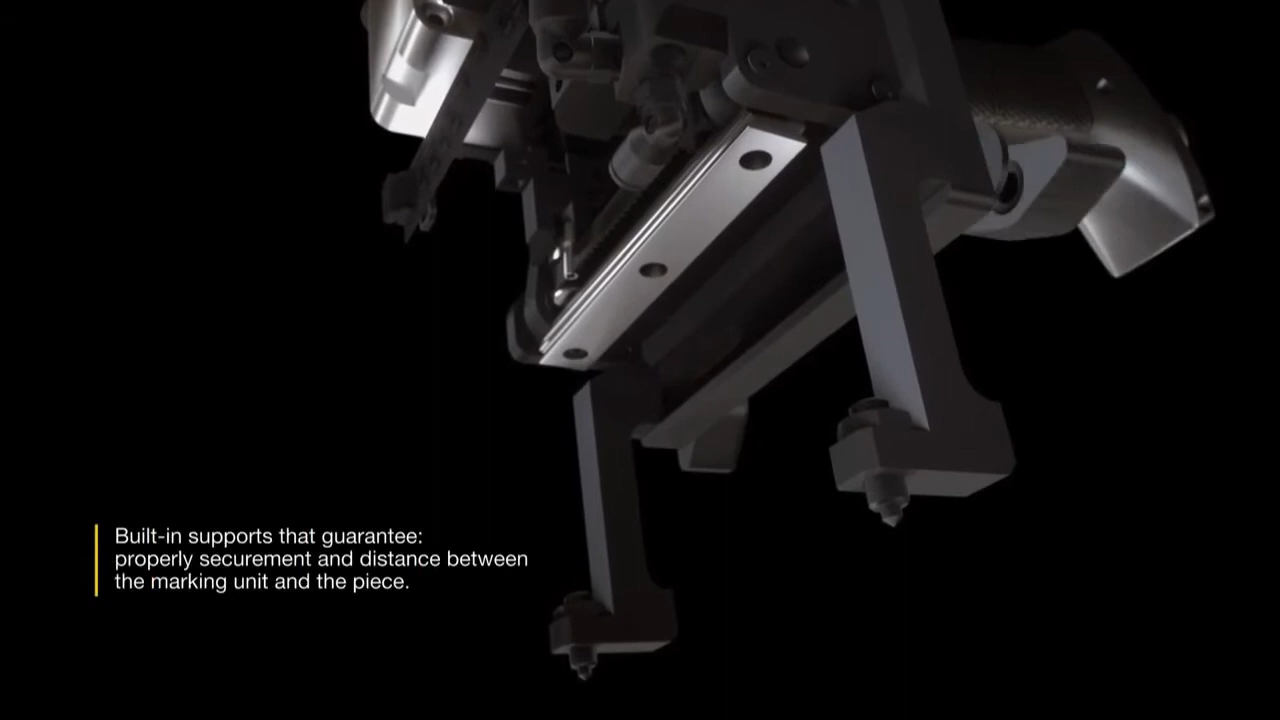 Built-in supports that guarantee:
properly securement and distance between
the marking unit and the piece.